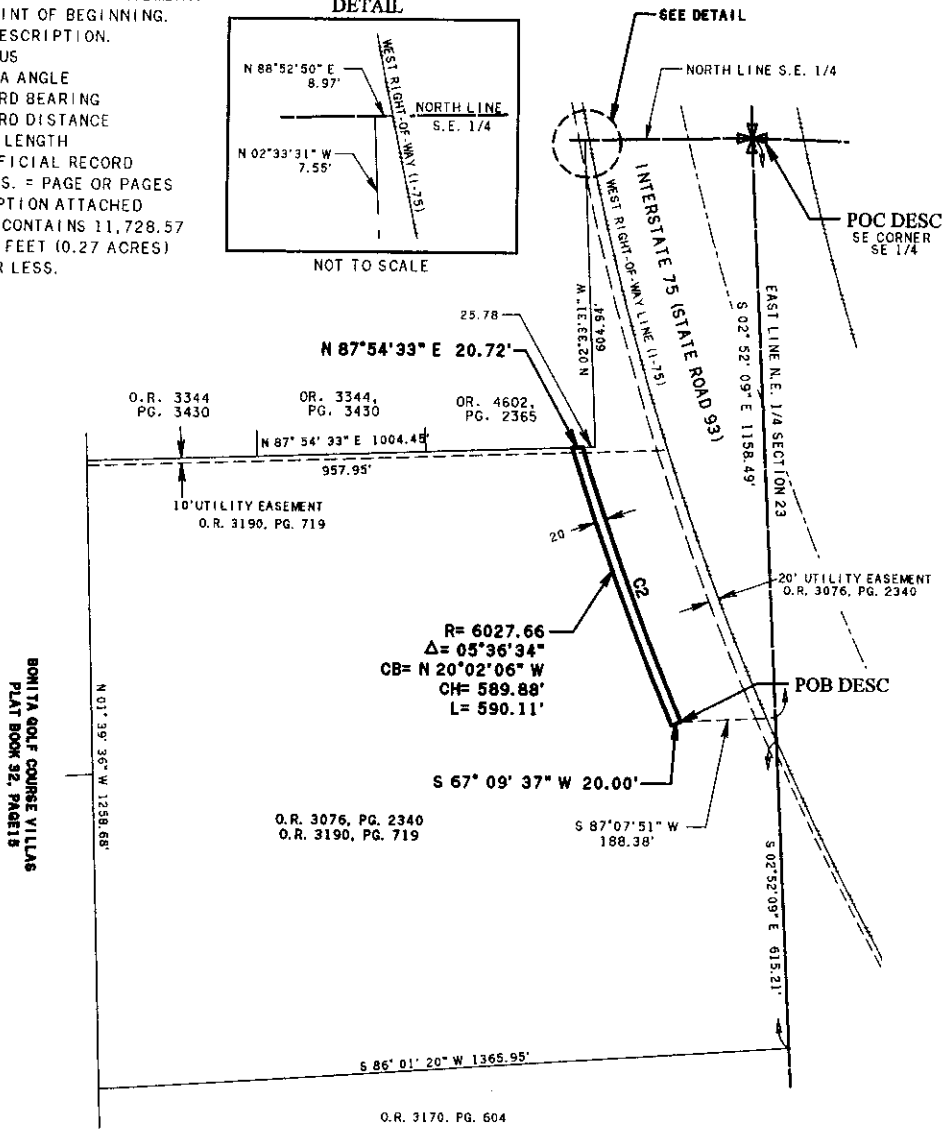 INT OF BEGINNING.
ESCRIPTION.
US
A ANGLE
RD BEARING
RD DISTANCE
LENGTH
FICIAL RECORD
S. = PAGE OR PAGES
PTION ATTACHED
CONTAINS 11,728.57
FEET (0.27 ACRES)
R LESS.
DETAIL
N 88°52'50" E
8.97'
WEST RIGHT-OF-WAY (I-75)
NORTH LINE
S.E. 1/4
N 02°33'31" W
7.55'
NOT TO SCALE
SEE DETAIL
NORTH LINE S.E. 1/4
POC DESC
SE CORNER
SE 1/4
INTERSTATE 75 (STATE ROAD 93)
WEST RIGHT-OF-WAY LINE (I-75)
EAST LINE N.E. 1/4 SECTION 23
S 02° 52' 09" E 1158.49'
604.94'
N 02°33'31" W
25.78
N 87°54'33" E 20.72'
O.R. 3344
PG. 3430
OR. 3344,
PG. 3430
OR. 4602,
PG. 2365
N 87° 54' 33" E 1004.45'
957.95'
10'UTILITY EASEMENT
O.R. 3190, PG. 719
20
C2
20' UTILITY EASEMENT
O.R. 3076, PG. 2340
R= 6027.66
Δ= 05°36'34"
CB= N 20°02'06" W
CH= 589.88'
L= 590.11'
POB DESC
S 67° 09' 37" W 20.00'
S 87°07'51" W
188.38'
BONITA GOLF COURSE VILLAS
PLAT BOOK 32, PAGE18
N 01° 39' 36" W 1258.68'
O.R. 3076, PG. 2340
O.R. 3190, PG. 719
S 02°52'09" E 615.21'
S 86° 01' 20" W 1365.95'
O.R. 3170. PG. 604